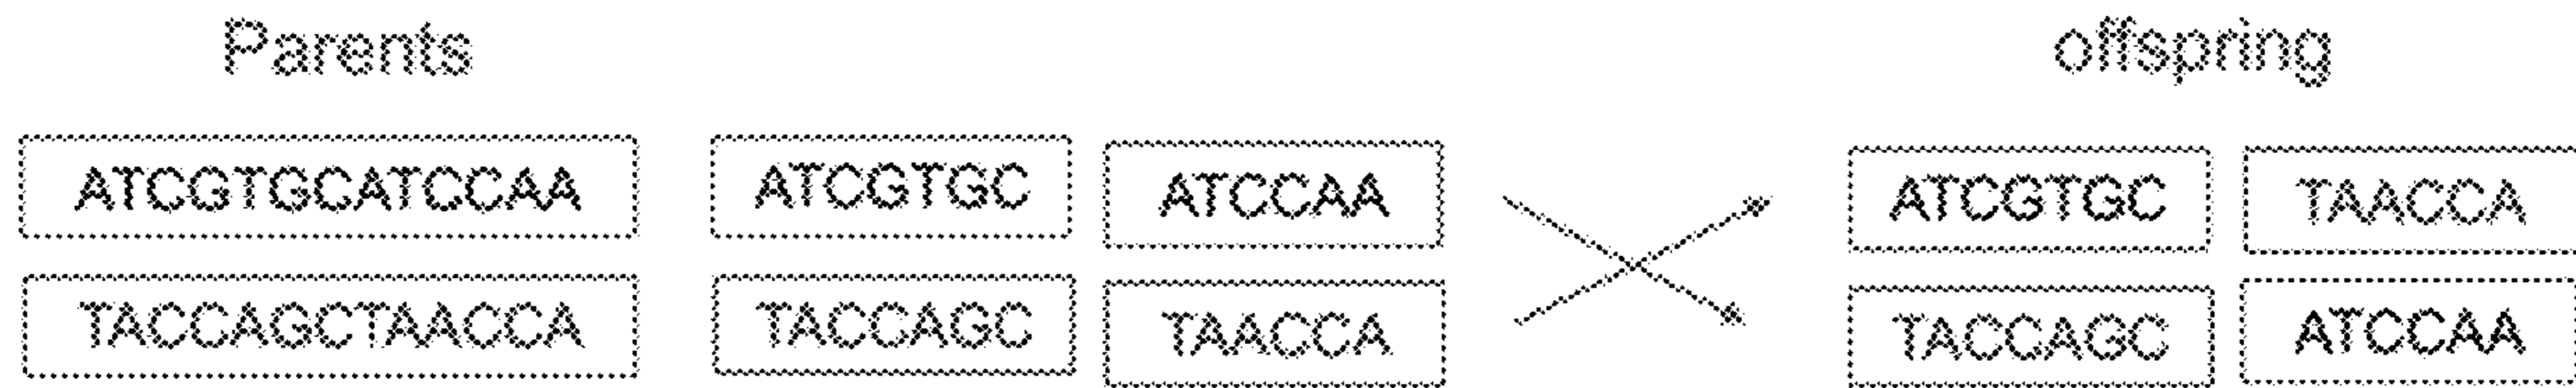 Parents offspring
ATCGTGCATCCAA ATCGTGC ATCCAA ATCGTGC TAACCA
TACCAGCTAACCA TACCAGC TAACCA TACCAGC ATCCAA